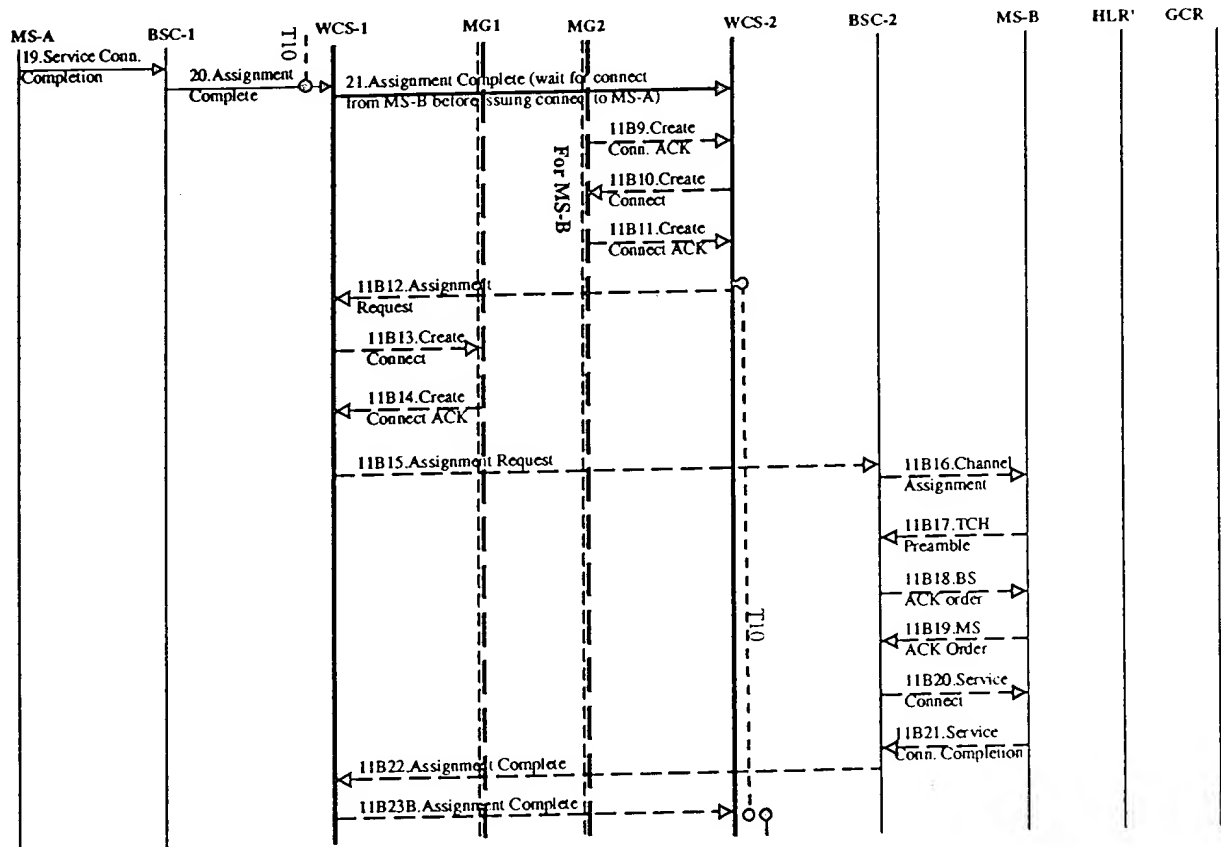 MS-A BSC-1 T10 WCS-1 MG1 MG2 WCS-2 BSC-2 MS-B HLR' GCR
19.Service Conn.
Completion
20.Assignment
Complete
21.Assignment Complete (wait for connect
from MS-B before issuing connect to MS-A)
11B9.Create
Conn. ACK
For MS-B
11B10.Create
Connect
11B11.Create
Connect ACK
11B12.Assignment
Request
11B13.Create
Connect
11B14.Create
Connect ACK
11B15.Assignment Request
11B16.Channel
Assignment
11B17.TCH
Preamble
11B18.BS
ACK order
T10
11B19.MS
ACK Order
11B20.Service
Connect
11B21.Service
Conn. Completion
11B22.Assignment Complete
11B23B.Assignment Complete